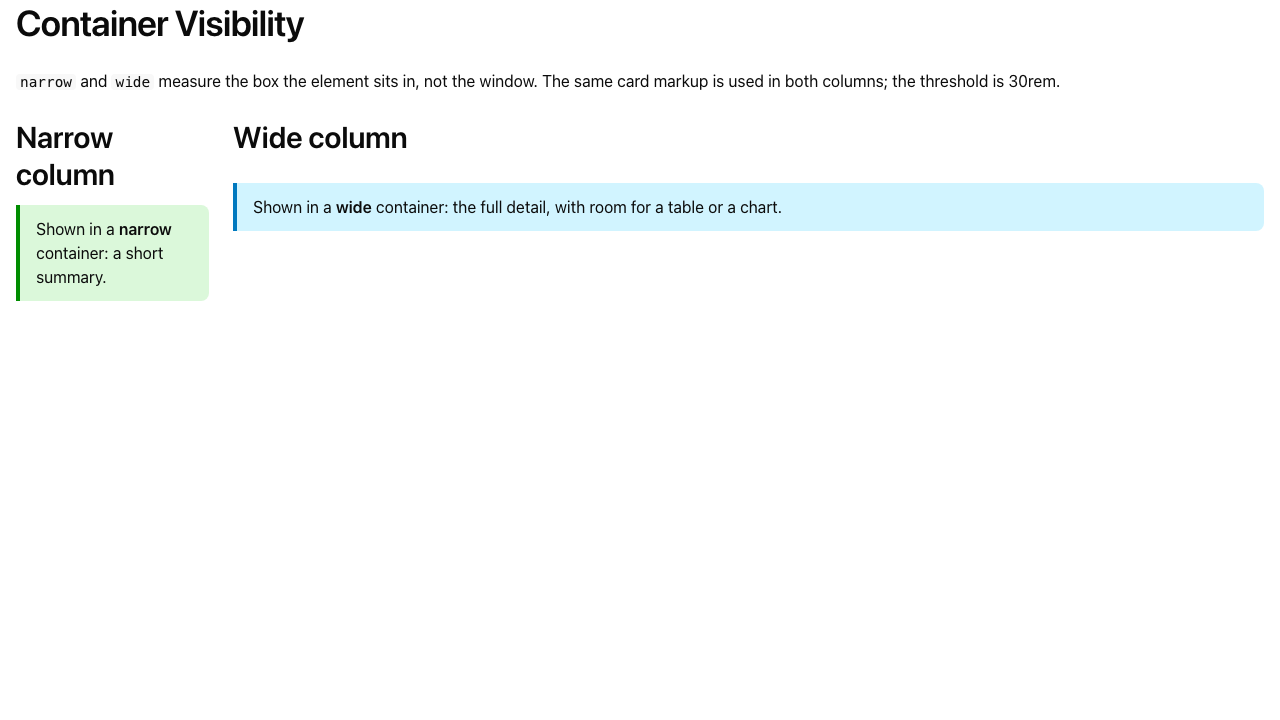 Container Visibility
narrow and wide measure the box the element sits in, not the window. The same card markup is used in both columns; the threshold is 30rem.
Narrow
column
Shown in a narrow
container: a short
summary.
Wide column
Shown in a wide container: the full detail, with room for a table or a chart.